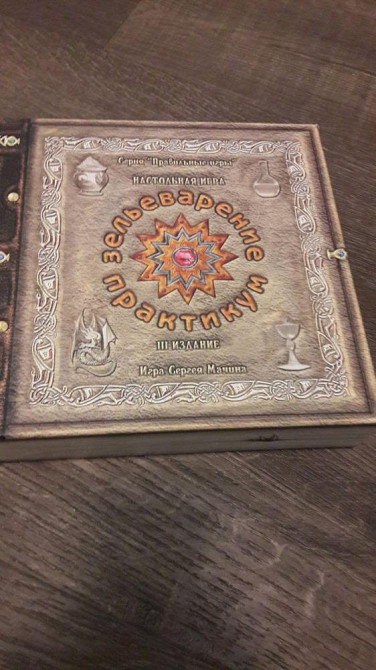 Серия "Правильные игры"
НАСТОЛЬНАЯ ИГРА
Зельеварение
практикум
III ИЗДАНИЕ
Игра Сергея Мачина